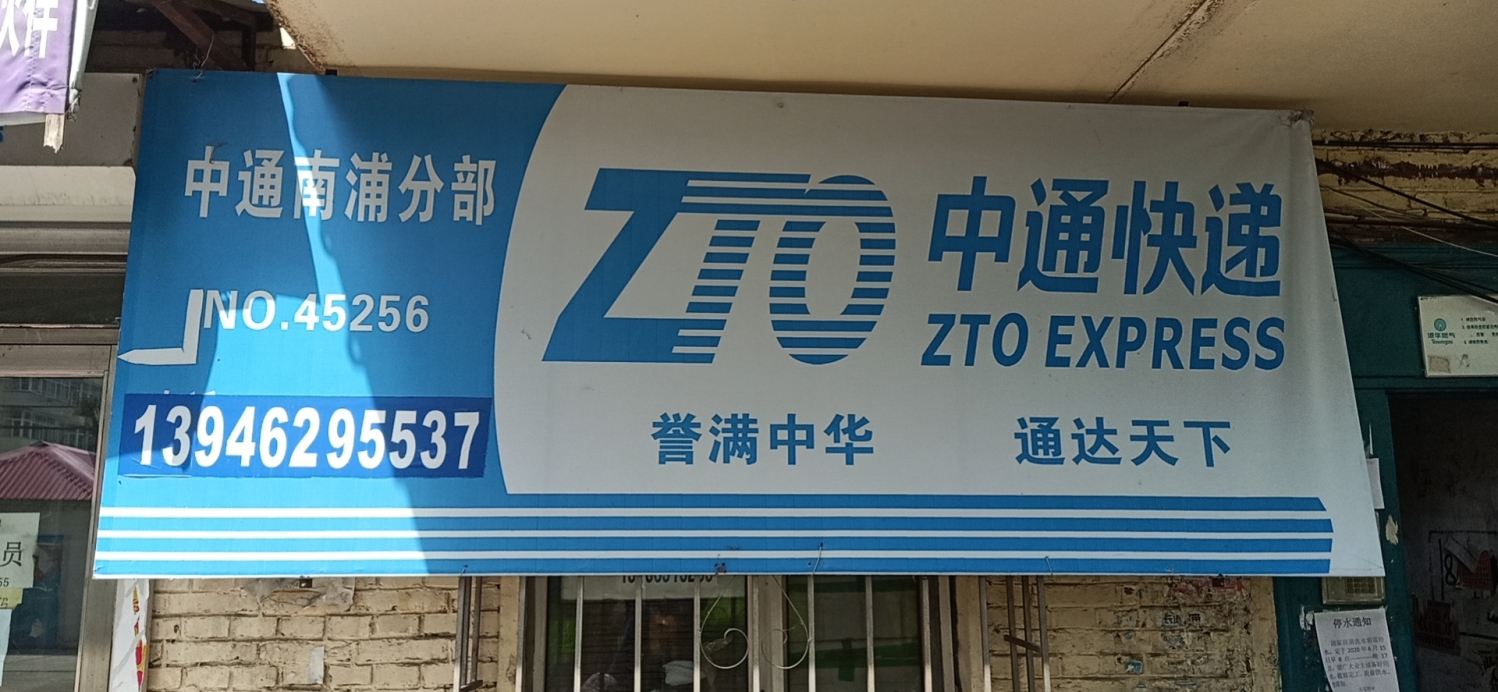 中通南浦分部
NO.45256
13946295537
ZTO
中通快递
ZTO EXPRESS
誉满中华 通达天下
员
停水通知